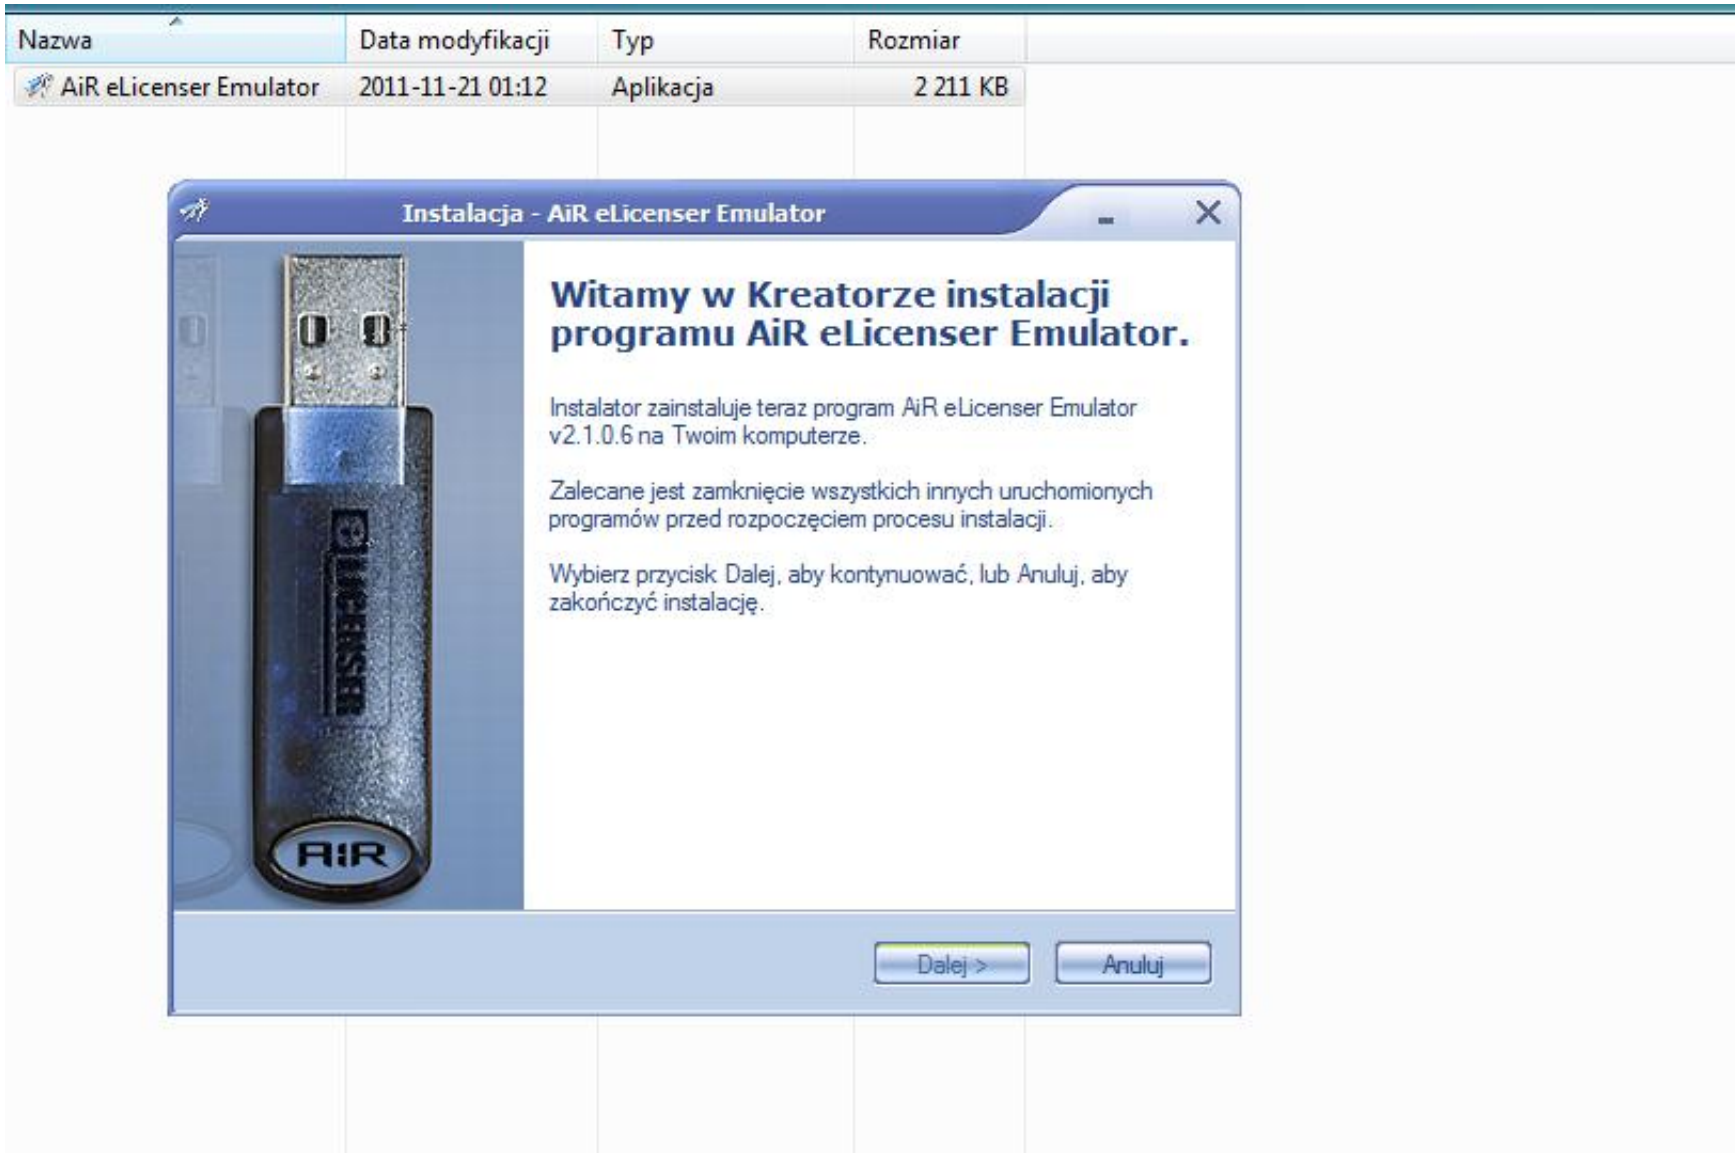 Nazwa Data modyfikacji Typ Rozmiar
AiR eLicenser Emulator 2011-11-21 01:12 Aplikacja 2 211 KB
Instalacja - AiR eLicenser Emulator
Witamy w Kreatorze instalacji
programu AiR eLicenser Emulator.
Instalator zainstaluje teraz program AiR eLicenser Emulator
v2.1.0.6 na Twoim komputerze.
Zalecane jest zamknięcie wszystkich innych uruchomionych
programów przed rozpoczęciem procesu instalacji.
Wybierz przycisk Dalej, aby kontynuować, lub Anuluj, aby
zakończyć instalację.
eLICENSER
AiR
Dalej >
Anuluj